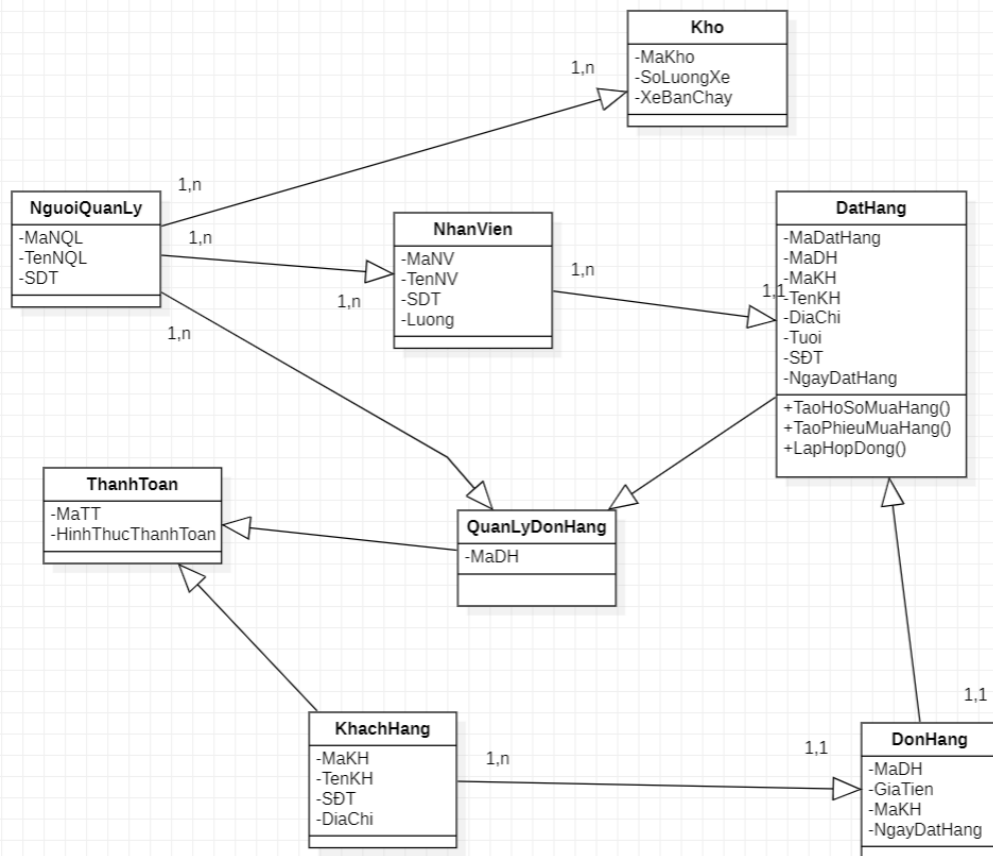 Kho
-MaKho
-SoLuongXe
-XeBanChay
1,n
1,n
NguoiQuanLy
-MaNQL
-TenNQL
-SDT
1,n
1,n
1,n
NhanVien
-MaNV
-TenNV
-SDT
-Luong
1,n
1,1
DatHang
-MaDatHang
-MaDH
-MaKH
-TenKH
-DiaChi
-Tuoi
-SĐT
-NgayDatHang
+TaoHoSoMuaHang()
+TaoPhieuMuaHang()
+LapHopDong()
ThanhToan
-MaTT
-HinhThucThanhToan
QuanLyDonHang
-MaDH
KhachHang
-MaKH
-TenKH
-SĐT
-DiaChi
1,n
1,1
1,1
DonHang
-MaDH
-GiaTien
-MaKH
-NgayDatHang